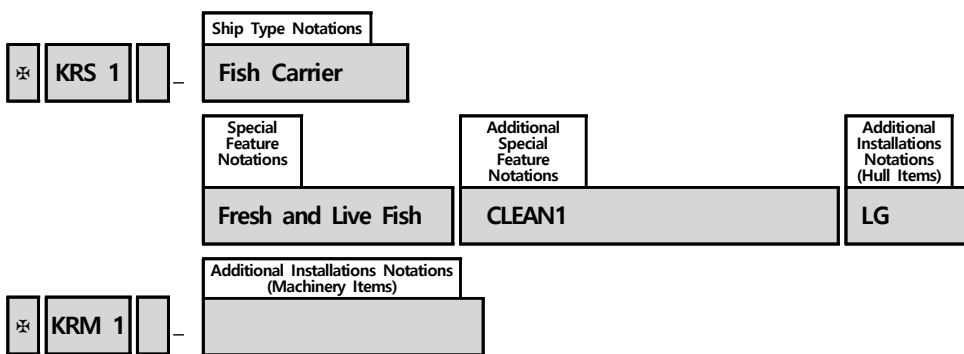 Ship Type Notations
✠ KRS 1 _ Fish Carrier
Special
Feature
Notations
Additional
Special
Feature
Notations
Additional
Installations
Notations
(Hull Items)
Fresh and Live Fish CLEAN1 LG
Additional Installations Notations
(Machinery Items)
✠ KRM 1 _